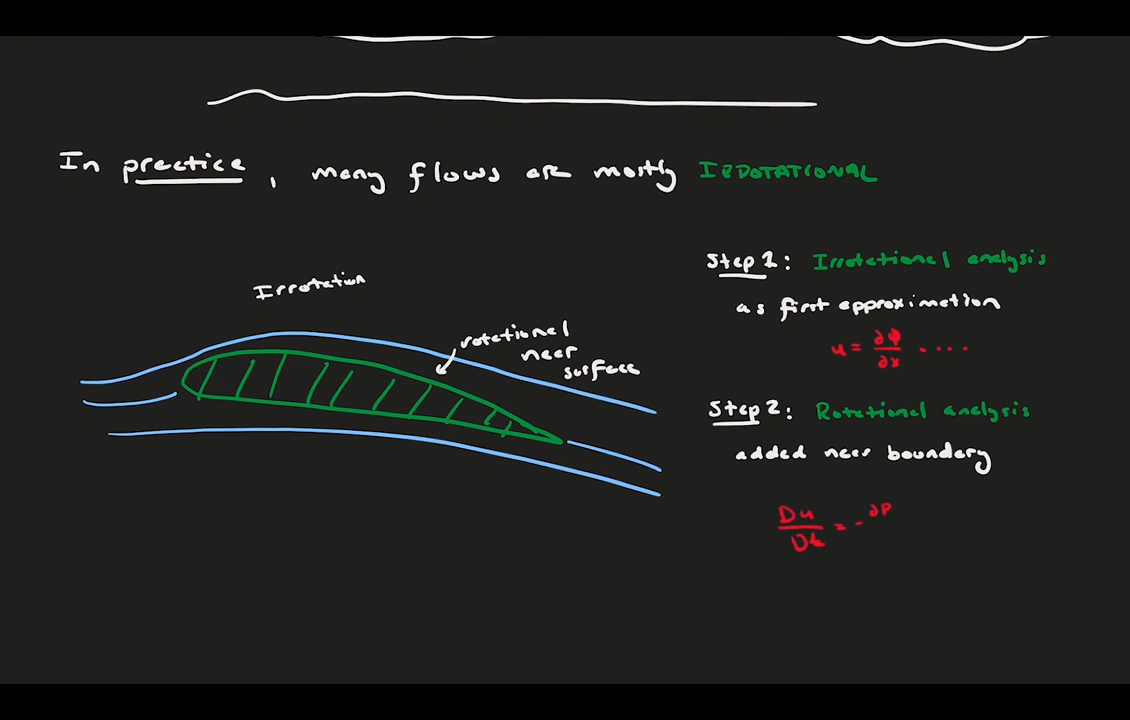 In practice, many flows are mostly IRROTATIONAL
Irrotation
rotational
near
surface
Step 1: Irrotational analysis
as first approximation
u = ∂Φ/∂x ....
Step 2: Rotational analysis
added near boundary
Du/Dt = - ∂P